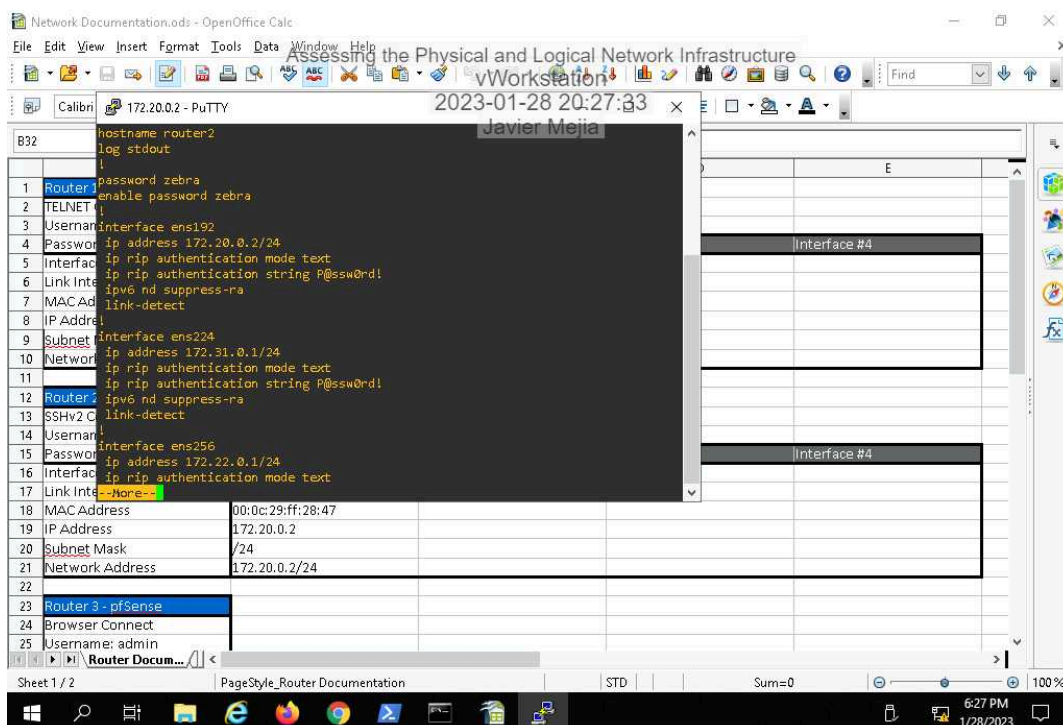 Network Documentation.ods - OpenOffice Calc
File Edit View Insert Format Tools Data Window Help
Assessing the Physical and Logical Network Infrastructure
vWorkstation
2023-01-28 20:27:33
Javier Mejia
Find
Calibri
172.20.0.2 - PuTTY
B32
hostname router2
log stdout
!
password zebra
enable password zebra
!
interface ens192
ip address 172.20.0.2/24
ip rip authentication mode text
ip rip authentication string P@ssw0rd!
ipv6 nd suppress-ra
link-detect
!
interface ens224
ip address 172.31.0.1/24
ip rip authentication mode text
ip rip authentication string P@ssw0rd!
ipv6 nd suppress-ra
link-detect
!
interface ens256
ip address 172.22.0.1/24
ip rip authentication mode text
--More--
E
1 Router 1
2 TELNET
3 Usernam
4 Passwor Interface #4
5 Interfac
6 Link Inte
7 MAC Ad
8 IP Addre
9 Subnet
10 Networ
11
12 Router 2
13 SSHv2 C
14 Usernam
15 Passwor Interface #4
16 Interfac
17 Link Inte
18 MAC Address 00:0c:29:ff:28:47
19 IP Address 172.20.0.2
20 Subnet Mask /24
21 Network Address 172.20.0.2/24
22
23 Router 3 - pfSense
24 Browser Connect
25 Username: admin
Router Docum...
Sheet 1 / 2 PageStyle_Router Documentation STD Sum=0 100%
6:27 PM
1/28/2023